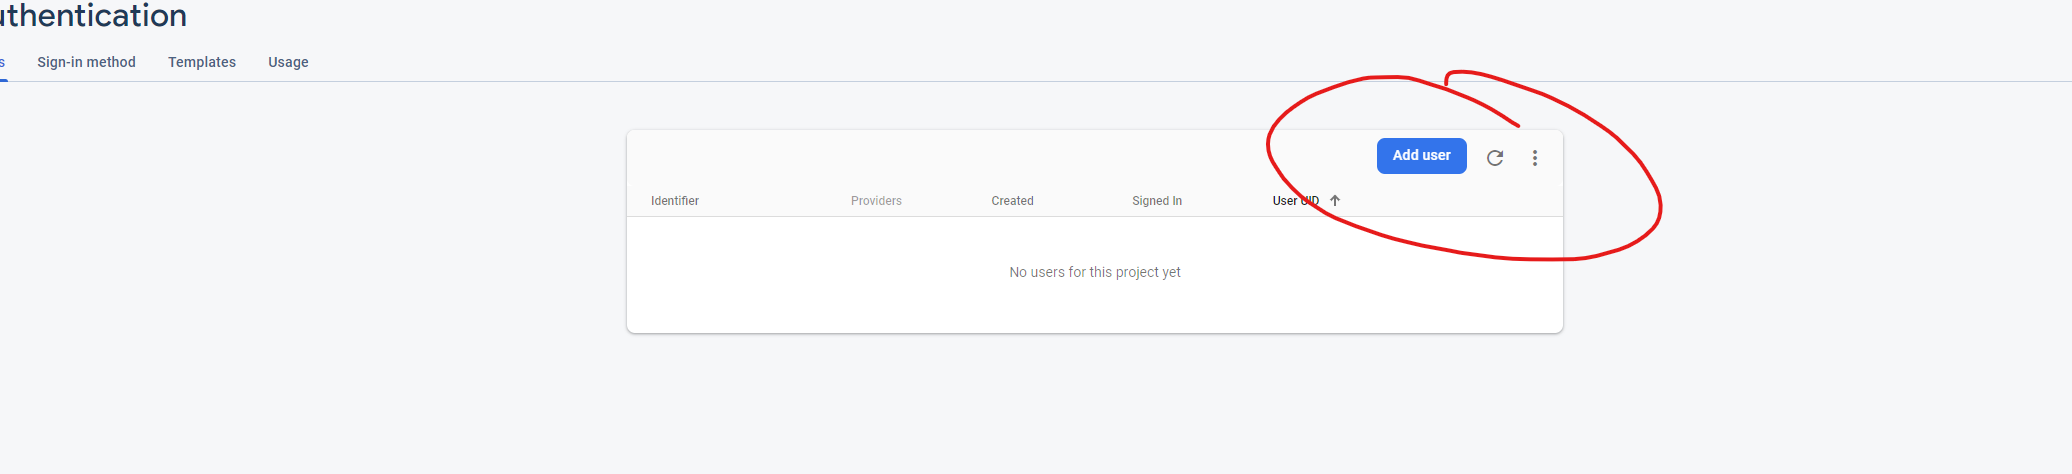 uthentication
s Sign-in method Templates Usage
Add user
Identifier Providers Created Signed In User UID
No users for this project yet